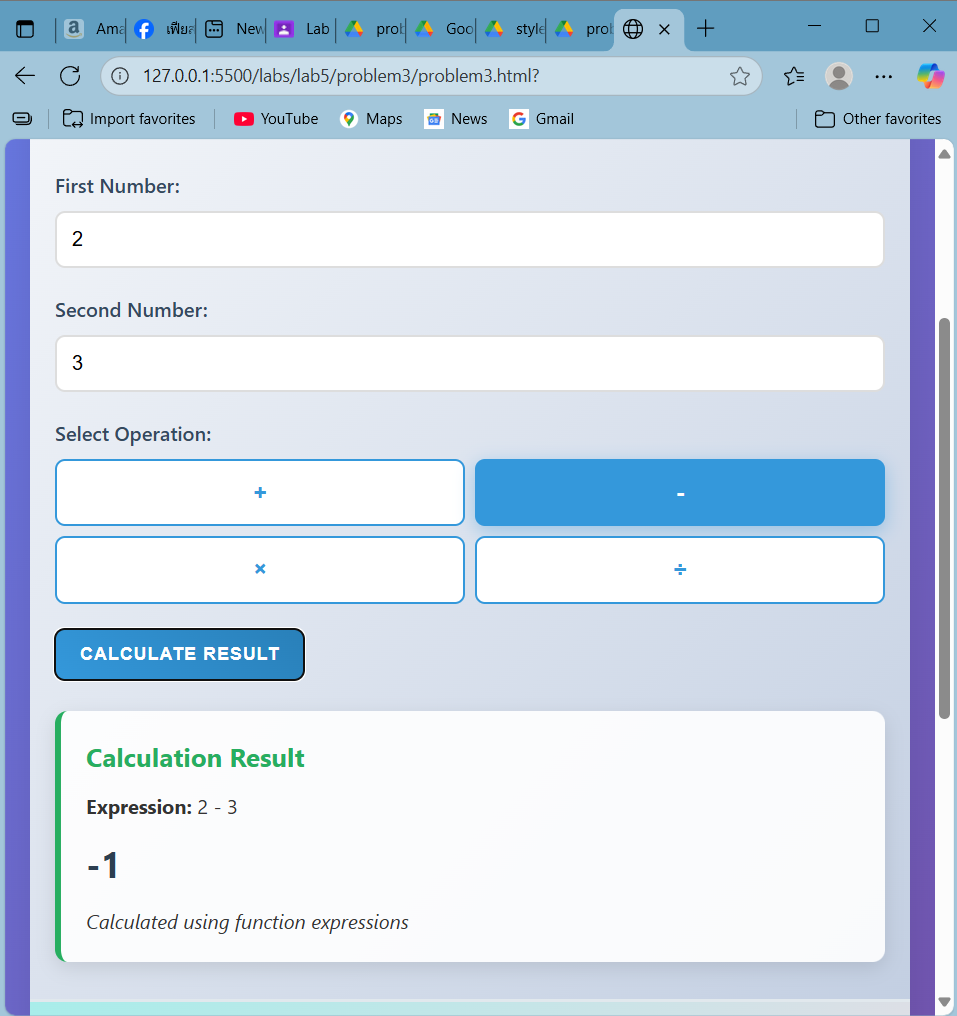 Ama เฟีย New Lab prob Goo style prob
127.0.0.1:5500/labs/lab5/problem3/problem3.html?
Import favorites YouTube Maps News Gmail Other favorites
First Number:
2
Second Number:
3
Select Operation:
+ -
× ÷
CALCULATE RESULT
Calculation Result
Expression: 2 - 3
-1
Calculated using function expressions